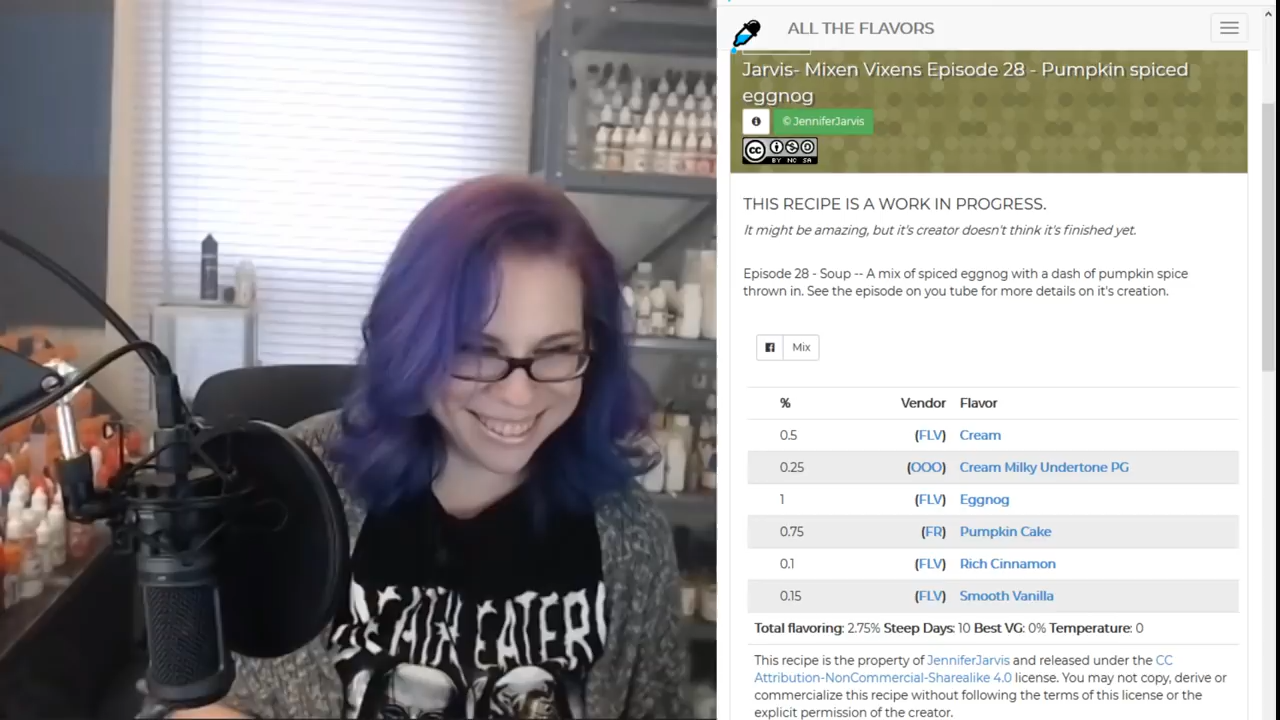 ALL THE FLAVORS
Jarvis- Mixen Vixens Episode 28 - Pumpkin spiced
eggnog
© JenniferJarvis
CC BY NC SA
THIS RECIPE IS A WORK IN PROGRESS.
It might be amazing, but it's creator doesn't think it's finished yet.
Episode 28 - Soup -- A mix of spiced eggnog with a dash of pumpkin spice
thrown in. See the episode on you tube for more details on it's creation.
Mix
% Vendor Flavor
0.5 (FLV) Cream
0.25 (OOO) Cream Milky Undertone PG
1 (FLV) Eggnog
0.75 (FR) Pumpkin Cake
0.1 (FLV) Rich Cinnamon
0.15 (FLV) Smooth Vanilla
Total flavoring: 2.75% Steep Days: 10 Best VG: 0% Temperature: 0
This recipe is the property of JenniferJarvis and released under the CC
Attribution-NonCommercial-Sharealike 4.0 license. You may not copy, derive or
commercialize this recipe without following the terms of this license or the
explicit permission of the creator.
DEATH EATER